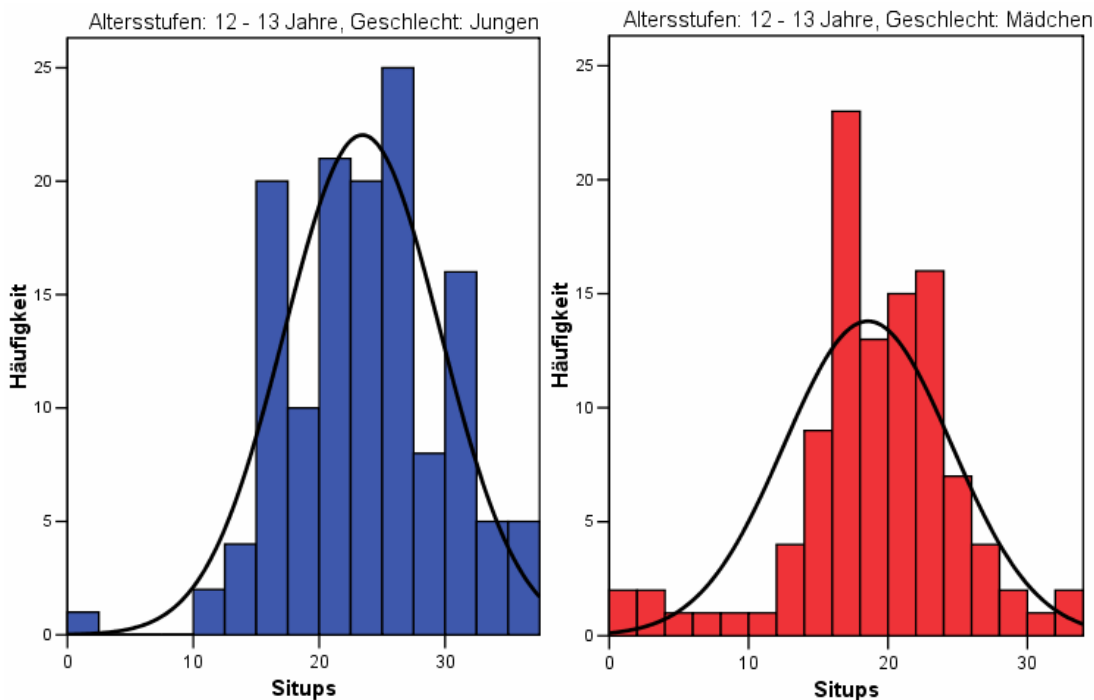 Altersstufen: 12 - 13 Jahre, Geschlecht: Jungen
25
20
15
10
5
0
Häufigkeit
0 10 20 30
Situps
Altersstufen: 12 - 13 Jahre, Geschlecht: Mädchen
25
20
15
10
5
0
Häufigkeit
0 10 20 30
Situps